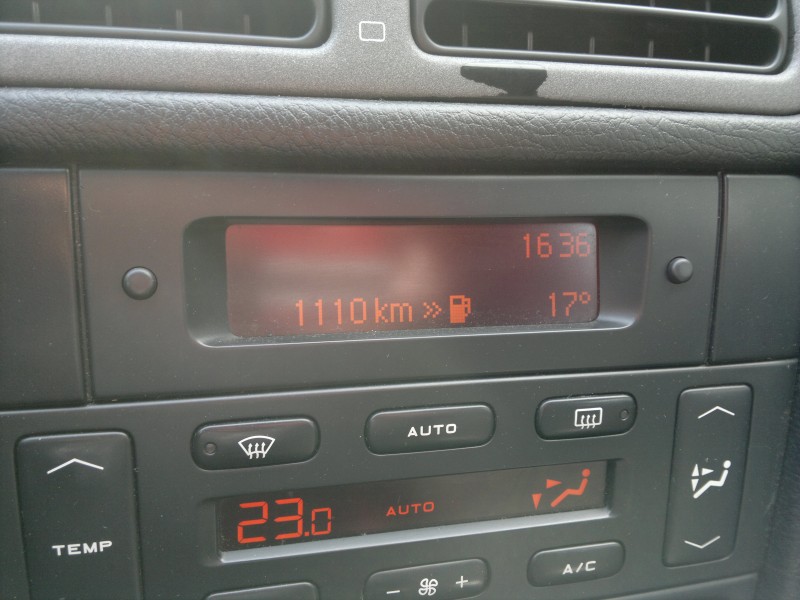 16 36
1110 km » 17°
AUTO
TEMP
23.0 AUTO
- +
A/C